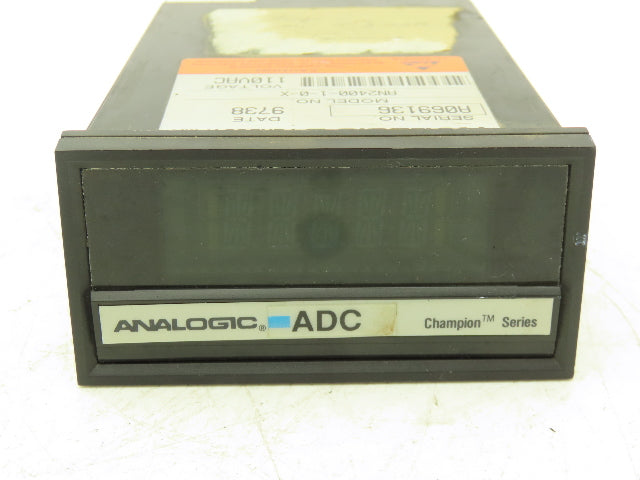 SERIAL NO
A069136
DATE
9738
MODEL NO
AN2400-1-0-X
VOLTAGE
110VAC
ANALOGIC® ADC Champion™ Series